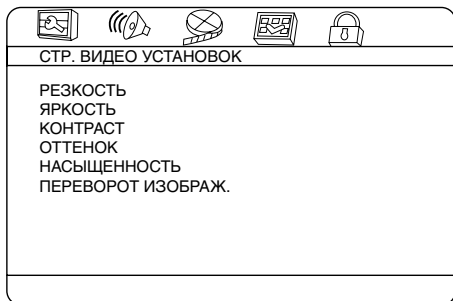 СТР. ВИДЕО УСТАНОВОК
РЕЗКОСТЬ
ЯРКОСТЬ
КОНТРАСТ
ОТТЕНОК
НАСЫЩЕННОСТЬ
ПЕРЕВОРОТ ИЗОБРАЖ.